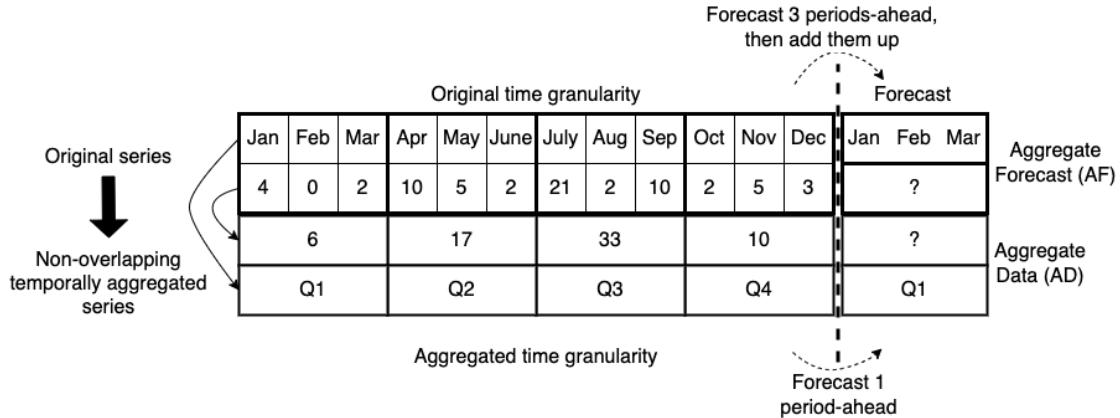 Forecast 3 periods-ahead,
then add them up
Original time granularity
Forecast
Original series
Jan Feb Mar Apr May June July Aug Sep Oct Nov Dec Jan Feb Mar
4 0 2 10 5 2 21 2 10 2 5 3 ?
Aggregate
Forecast (AF)
Non-overlapping
temporally aggregated
series
6 17 33 10 ?
Q1 Q2 Q3 Q4 Q1
Aggregate
Data (AD)
Aggregated time granularity
Forecast 1
period-ahead